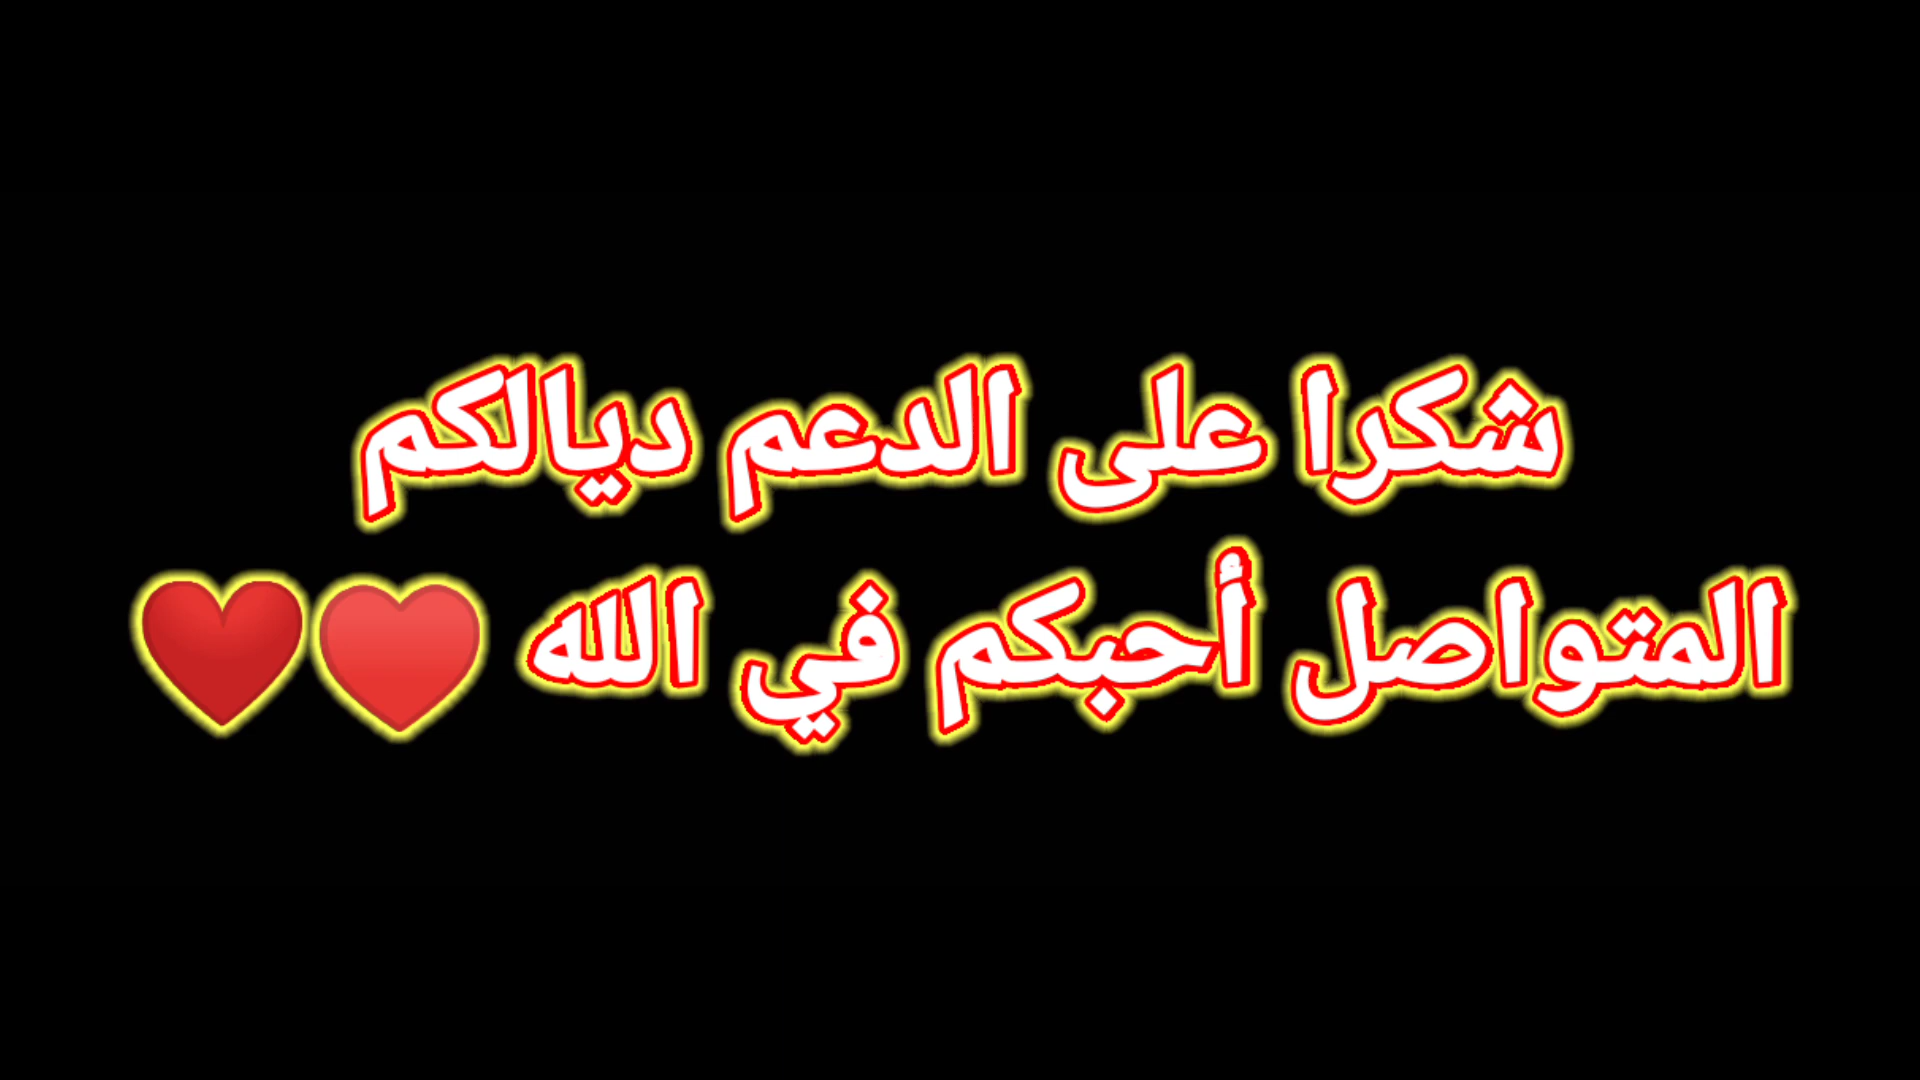 شكرا على الدعم ديالكم
المتواصل أحبكم في الله ♥️❤️